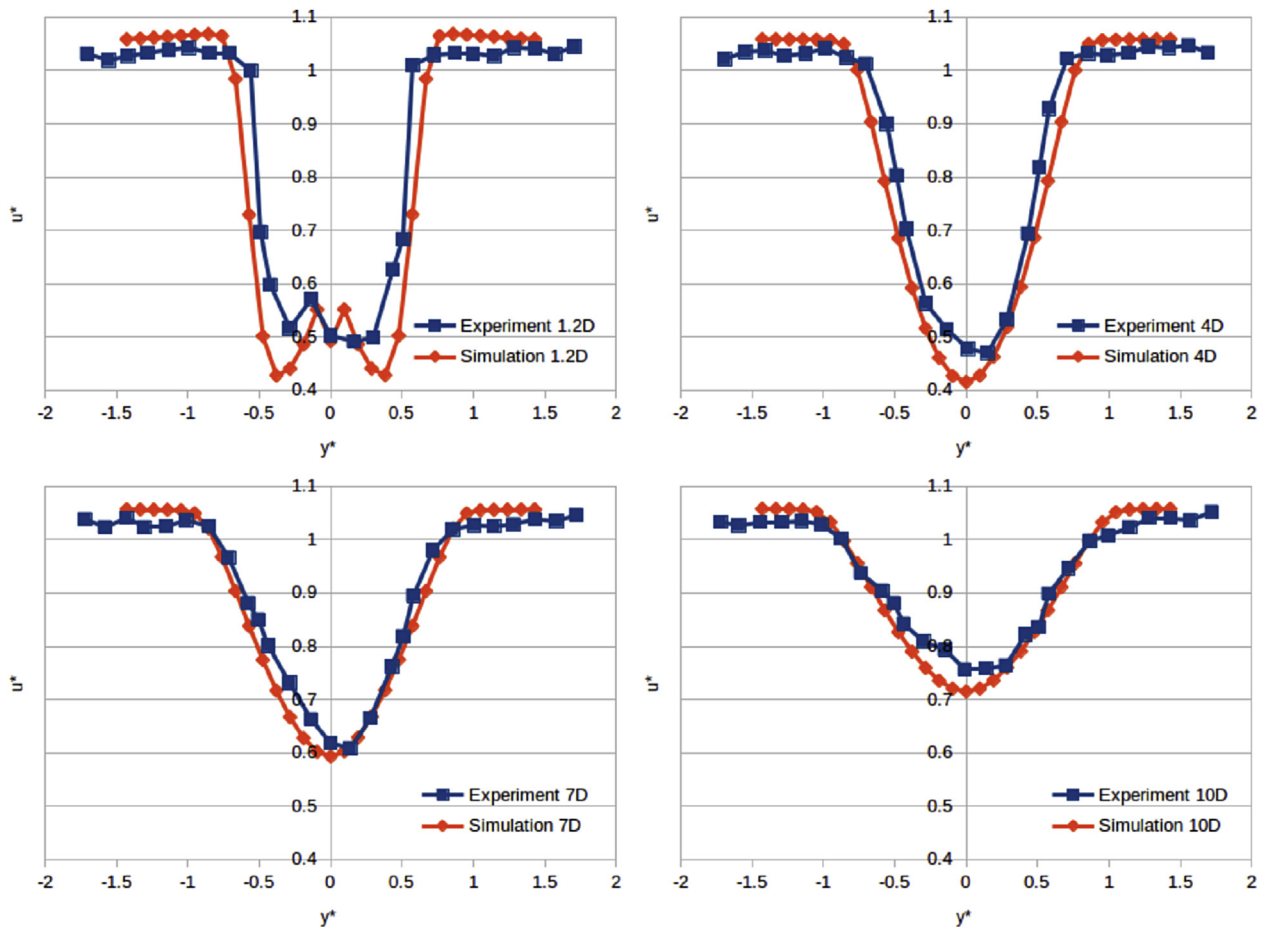 1.1
1
0.9
0.8
0.7
0.6
0.5
0.4
-2 -1.5 -1 -0.5 0 0.5 1 1.5 2
u*
y*
Experiment 1.2D
Simulation 1.2D
1.1
1
0.9
0.8
0.7
0.6
0.5
0.4
-2 -1.5 -1 -0.5 0 0.5 1 1.5 2
u*
y*
Experiment 4D
Simulation 4D
1.1
1
0.9
0.8
0.7
0.6
0.5
0.4
-2 -1.5 -1 -0.5 0 0.5 1 1.5 2
u*
y*
Experiment 7D
Simulation 7D
1.1
1
0.9
0.8
0.7
0.6
0.5
0.4
-2 -1.5 -1 -0.5 0 0.5 1 1.5 2
u*
y*
Experiment 10D
Simulation 10D